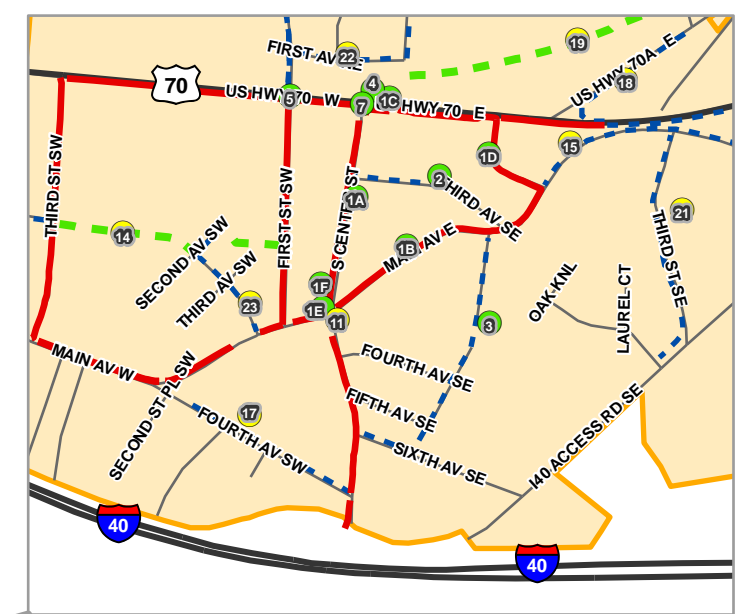 FIRST AV NE
22
19
18
US HWY 70A E
70
US HWY 70 W
HWY 70 E
5
4
7
1C
15
1D
2
THIRD AV SE
1A
S CENTER ST
THIRD ST SW
FIRST ST SW
21
THIRD ST SE
14
SECOND AV SW
THIRD AV SW
1B
MAIN AV E
OAK KNL
LAUREL CT
23
1F
1E
11
3
MAIN AV W
SECOND ST PL SW
FOURTH AV SE
FIFTH AV SE
17
FOURTH AV SW
SIXTH AV SE
I40 ACCESS RD SE
40
40